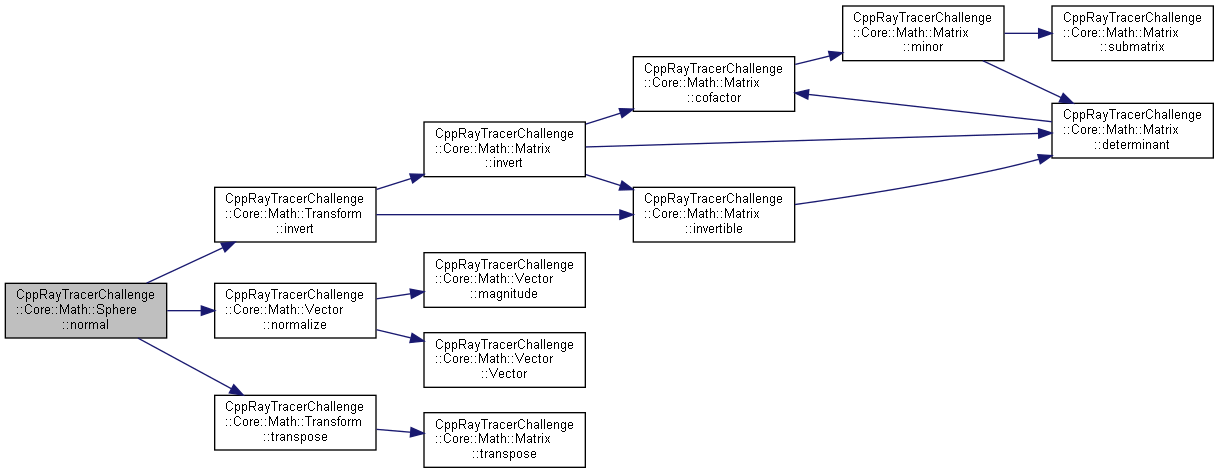 CppRayTracerChallenge
::Core::Math::Sphere
::normal
CppRayTracerChallenge
::Core::Math::Transform
::invert
CppRayTracerChallenge
::Core::Math::Vector
::normalize
CppRayTracerChallenge
::Core::Math::Transform
::transpose
CppRayTracerChallenge
::Core::Math::Matrix
::invert
CppRayTracerChallenge
::Core::Math::Vector
::magnitude
CppRayTracerChallenge
::Core::Math::Vector
::Vector
CppRayTracerChallenge
::Core::Math::Matrix
::transpose
CppRayTracerChallenge
::Core::Math::Matrix
::cofactor
CppRayTracerChallenge
::Core::Math::Matrix
::invertible
CppRayTracerChallenge
::Core::Math::Matrix
::minor
CppRayTracerChallenge
::Core::Math::Matrix
::submatrix
CppRayTracerChallenge
::Core::Math::Matrix
::determinant